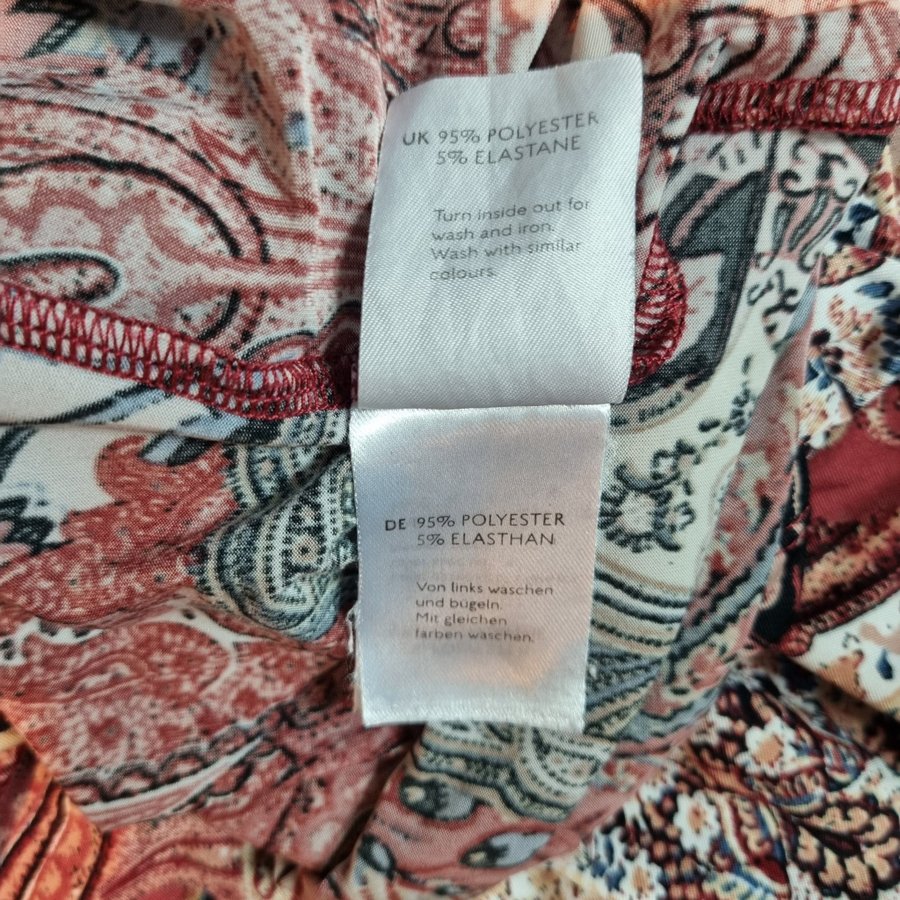 UK 95% POLYESTER
5% ELASTANE
Turn inside out for
wash and iron.
Wash with similar
colours.
DE 95% POLYESTER
5% ELASTHAN
Von links waschen
und bügeln.
Mit gleichen
farben waschen.